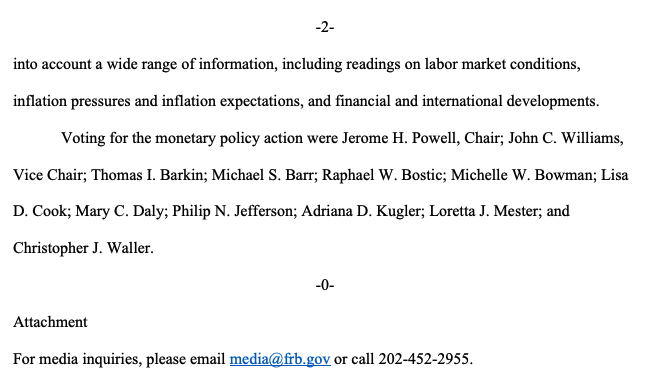 -2-
into account a wide range of information, including readings on labor market conditions,
inflation pressures and inflation expectations, and financial and international developments.
Voting for the monetary policy action were Jerome H. Powell, Chair; John C. Williams,
Vice Chair; Thomas I. Barkin; Michael S. Barr; Raphael W. Bostic; Michelle W. Bowman; Lisa
D. Cook; Mary C. Daly; Philip N. Jefferson; Adriana D. Kugler; Loretta J. Mester; and
Christopher J. Waller.
-0-
Attachment
For media inquiries, please email media@frb.gov or call 202-452-2955.